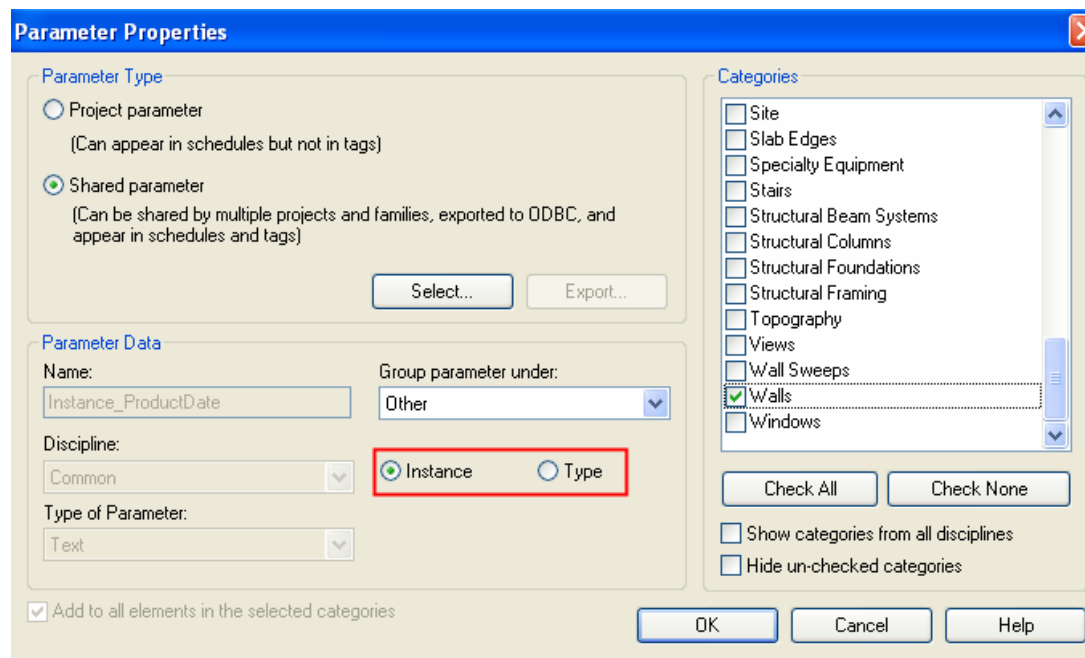 Parameter Properties
Parameter Type
Project parameter
(Can appear in schedules but not in tags)
Shared parameter
(Can be shared by multiple projects and families, exported to ODBC, and
appear in schedules and tags)
Select...
Export...
Parameter Data
Name:
Instance_ProductDate
Group parameter under:
Other
Discipline:
Common
Instance
Type
Type of Parameter:
Text
Add to all elements in the selected categories
Categories
Site
Slab Edges
Specialty Equipment
Stairs
Structural Beam Systems
Structural Columns
Structural Foundations
Structural Framing
Topography
Views
Wall Sweeps
Walls
Windows
Check All
Check None
Show categories from all disciplines
Hide un-checked categories
OK
Cancel
Help